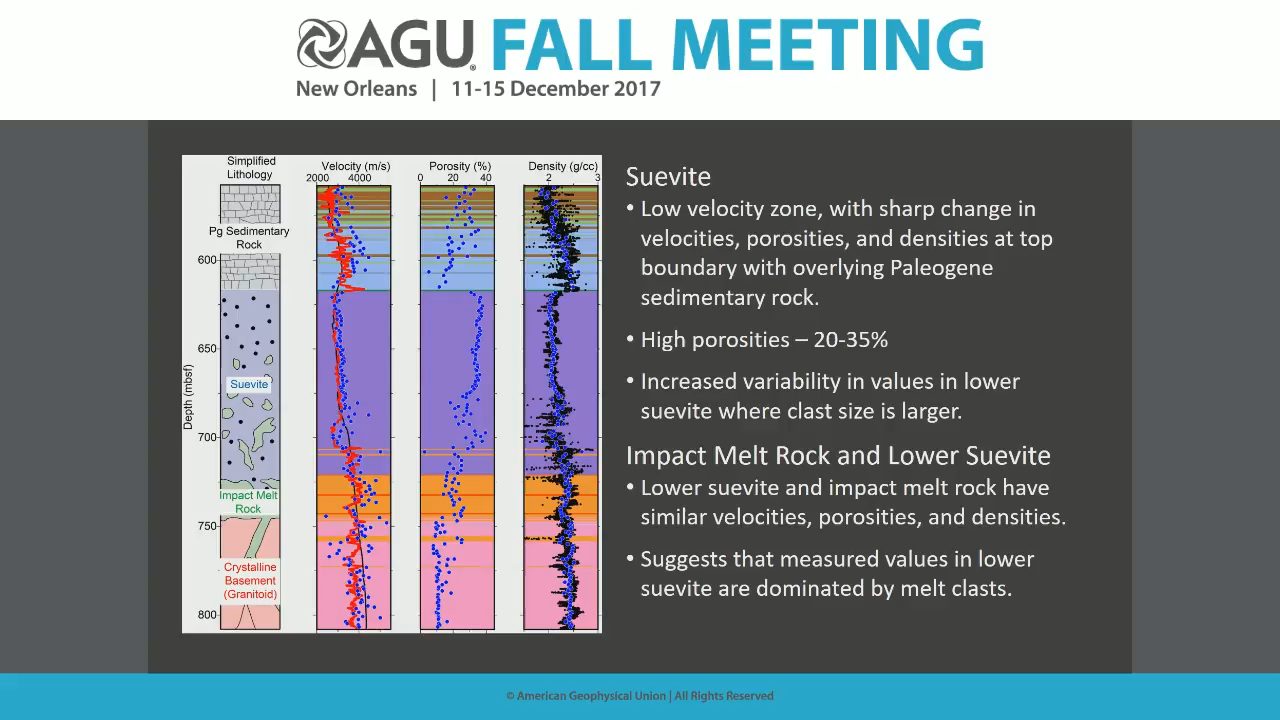 AGU FALL MEETING
New Orleans | 11-15 December 2017
Simplified
Lithology
Velocity (m/s)
2000 4000
Porosity (%)
0 20 40
Density (g/cc)
2 3
Pg Sedimentary
Rock
600
650
Suevite
Depth (mbsf)
700
Impact Melt
Rock
750
Crystalline
Basement
(Granitoid)
800
Suevite
• Low velocity zone, with sharp change in
velocities, porosities, and densities at top
boundary with overlying Paleogene
sedimentary rock.
• High porosities – 20-35%
• Increased variability in values in lower
suevite where clast size is larger.
Impact Melt Rock and Lower Suevite
• Lower suevite and impact melt rock have
similar velocities, porosities, and densities.
• Suggests that measured values in lower
suevite are dominated by melt clasts.
© American Geophysical Union | All Rights Reserved